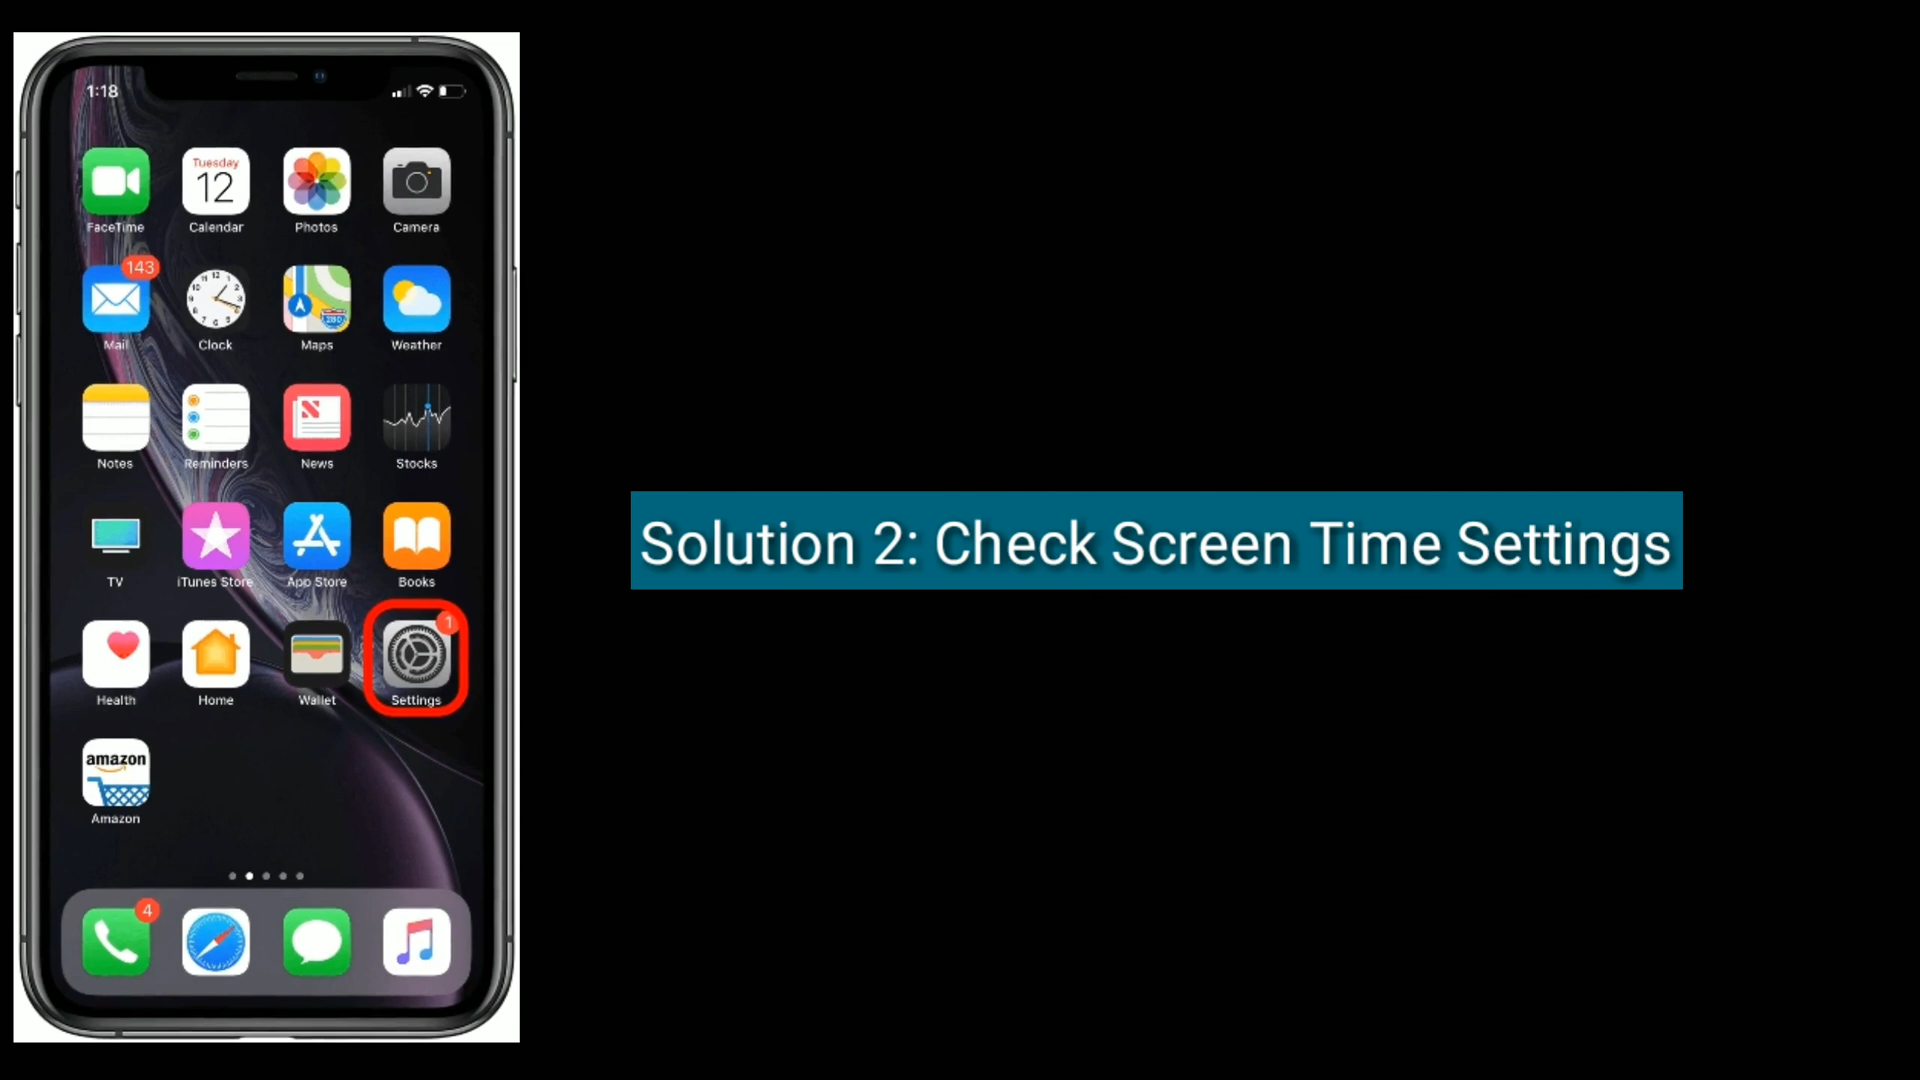 1:18
Tuesday
12
FaceTime
Calendar
Photos
Camera
143
Mail
Clock
Maps
Weather
Notes
Reminders
News
Stocks
TV
iTunes Store
App Store
Books
1
Health
Home
Wallet
Settings
amazon
Amazon
4
Solution 2: Check Screen Time Settings